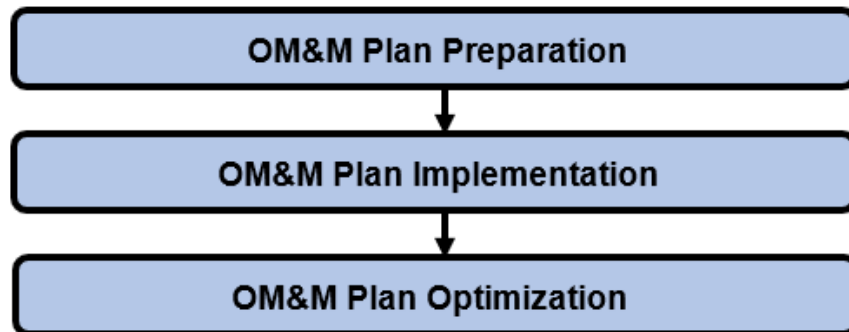 OM&M Plan Preparation
OM&M Plan Implementation
OM&M Plan Optimization